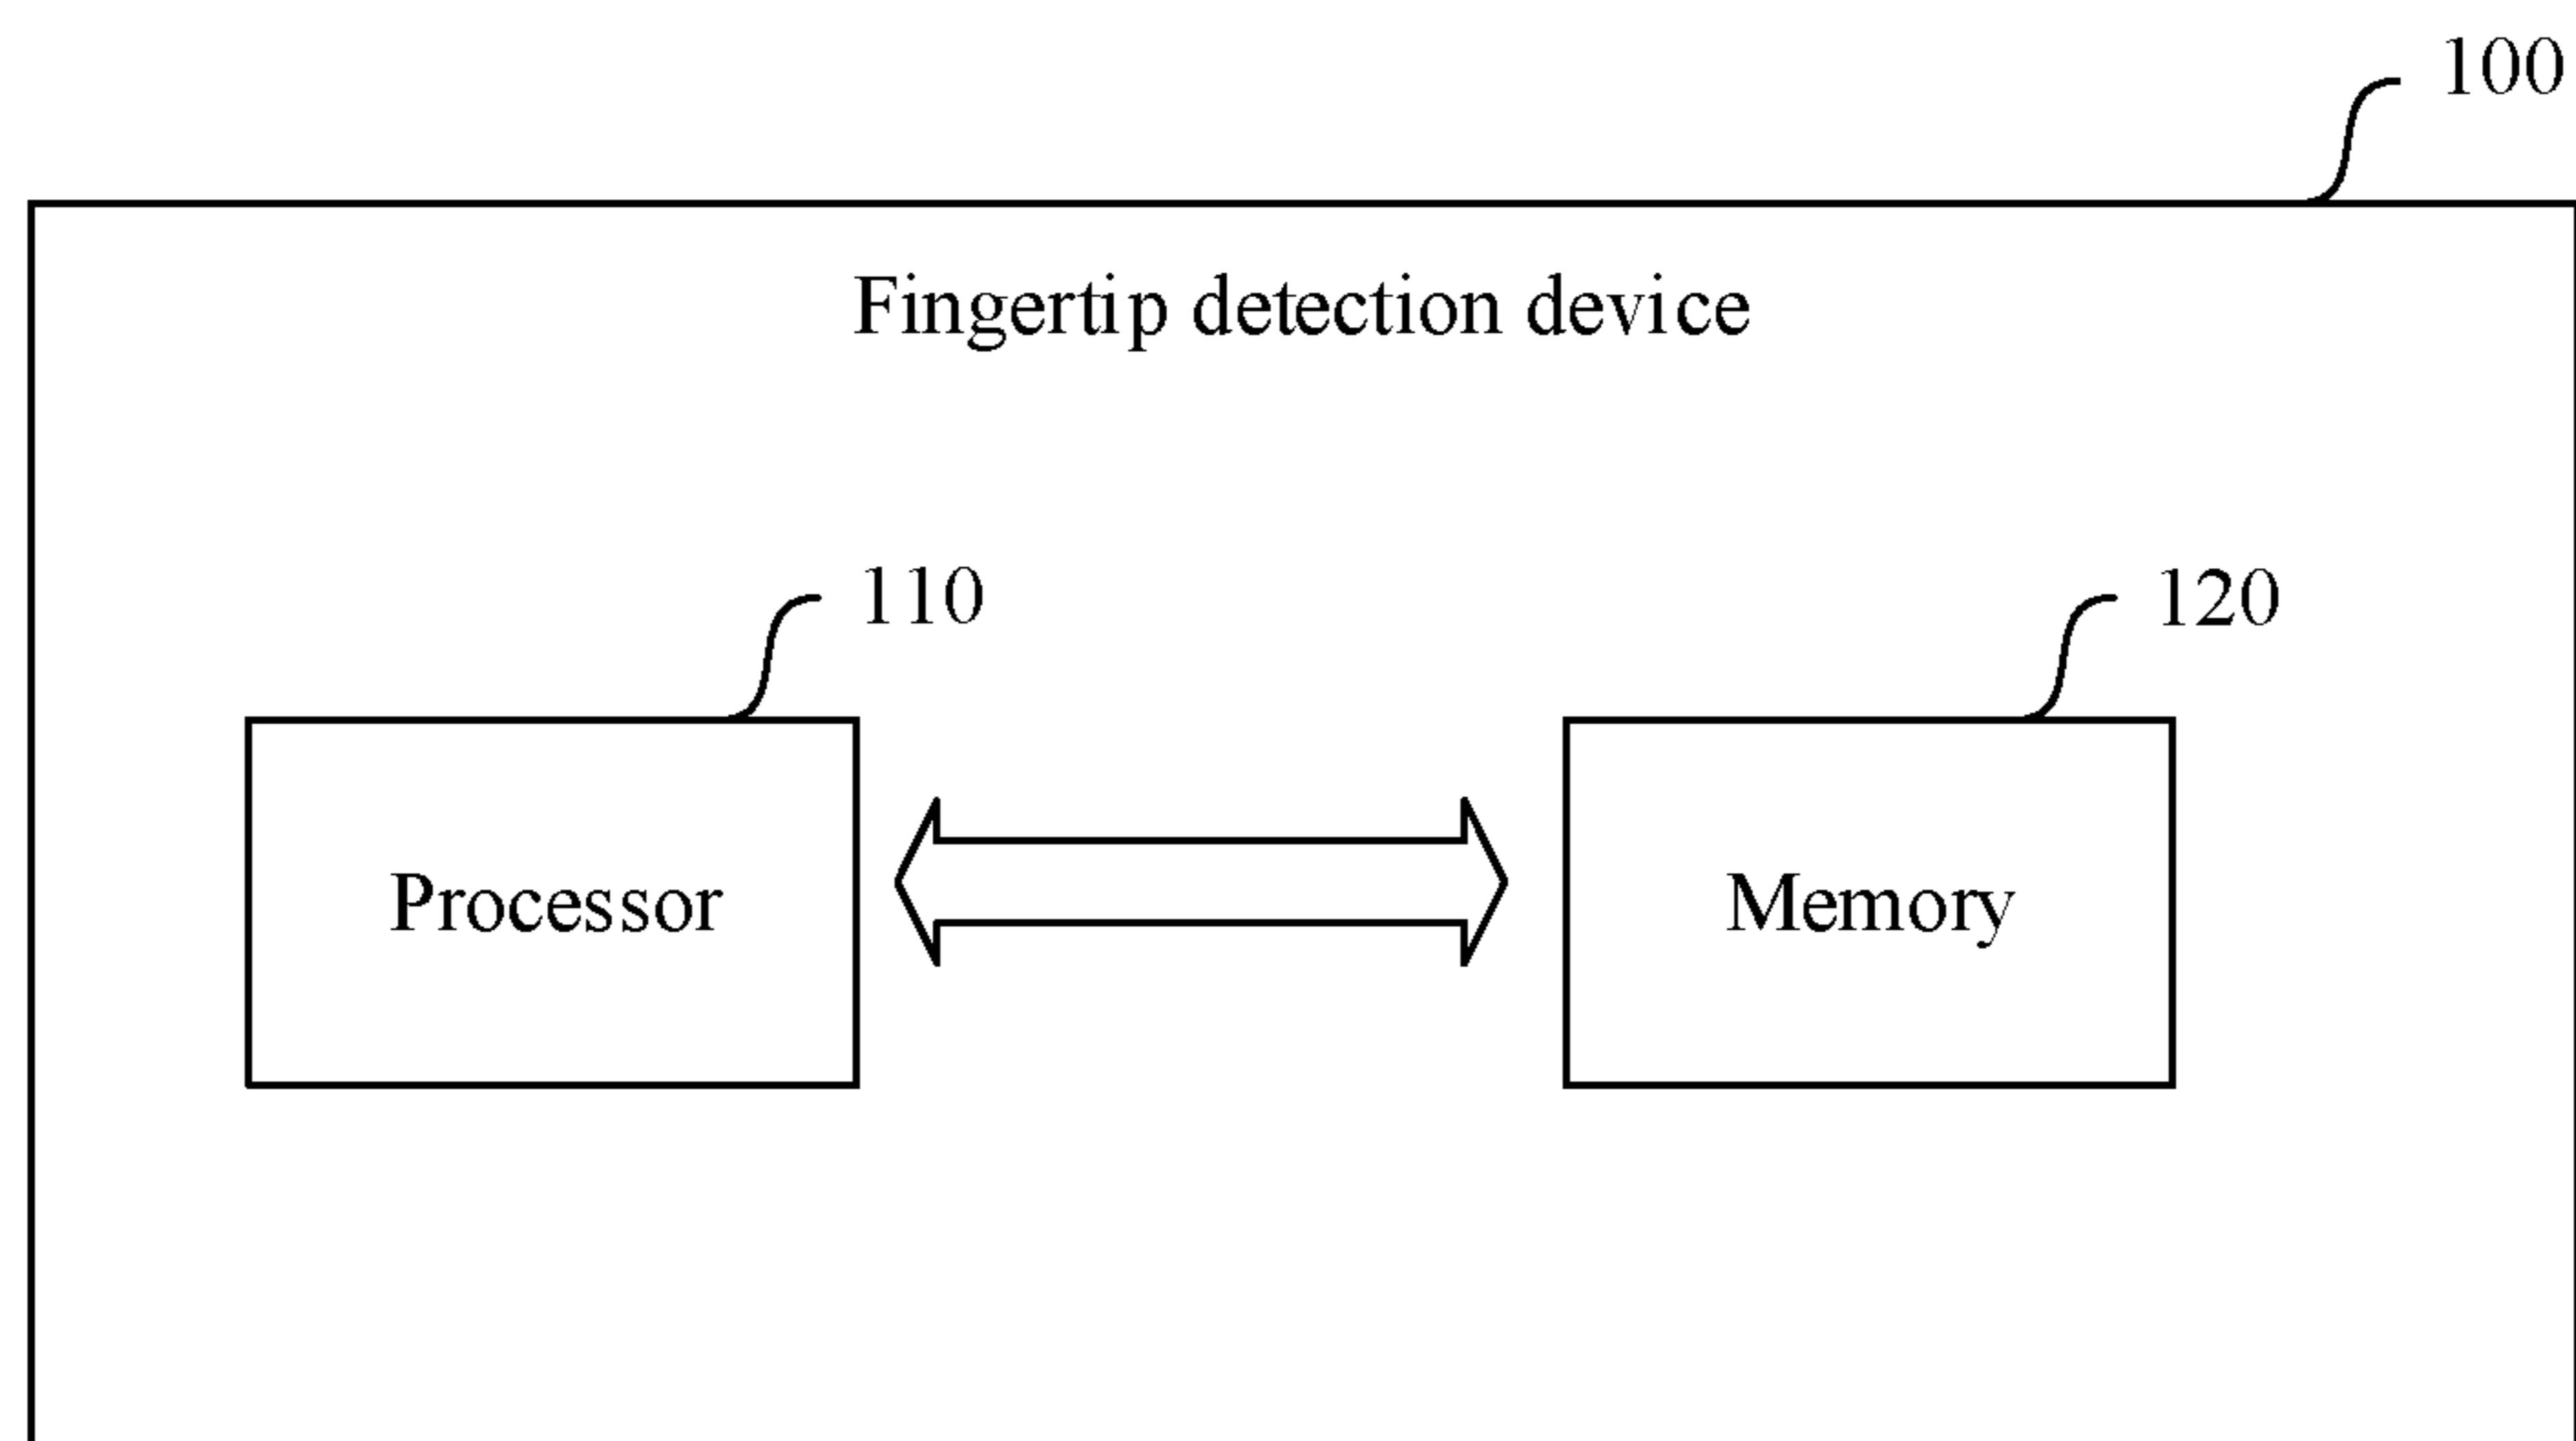 100
Fingertip detection device
110
120
Processor
Memory